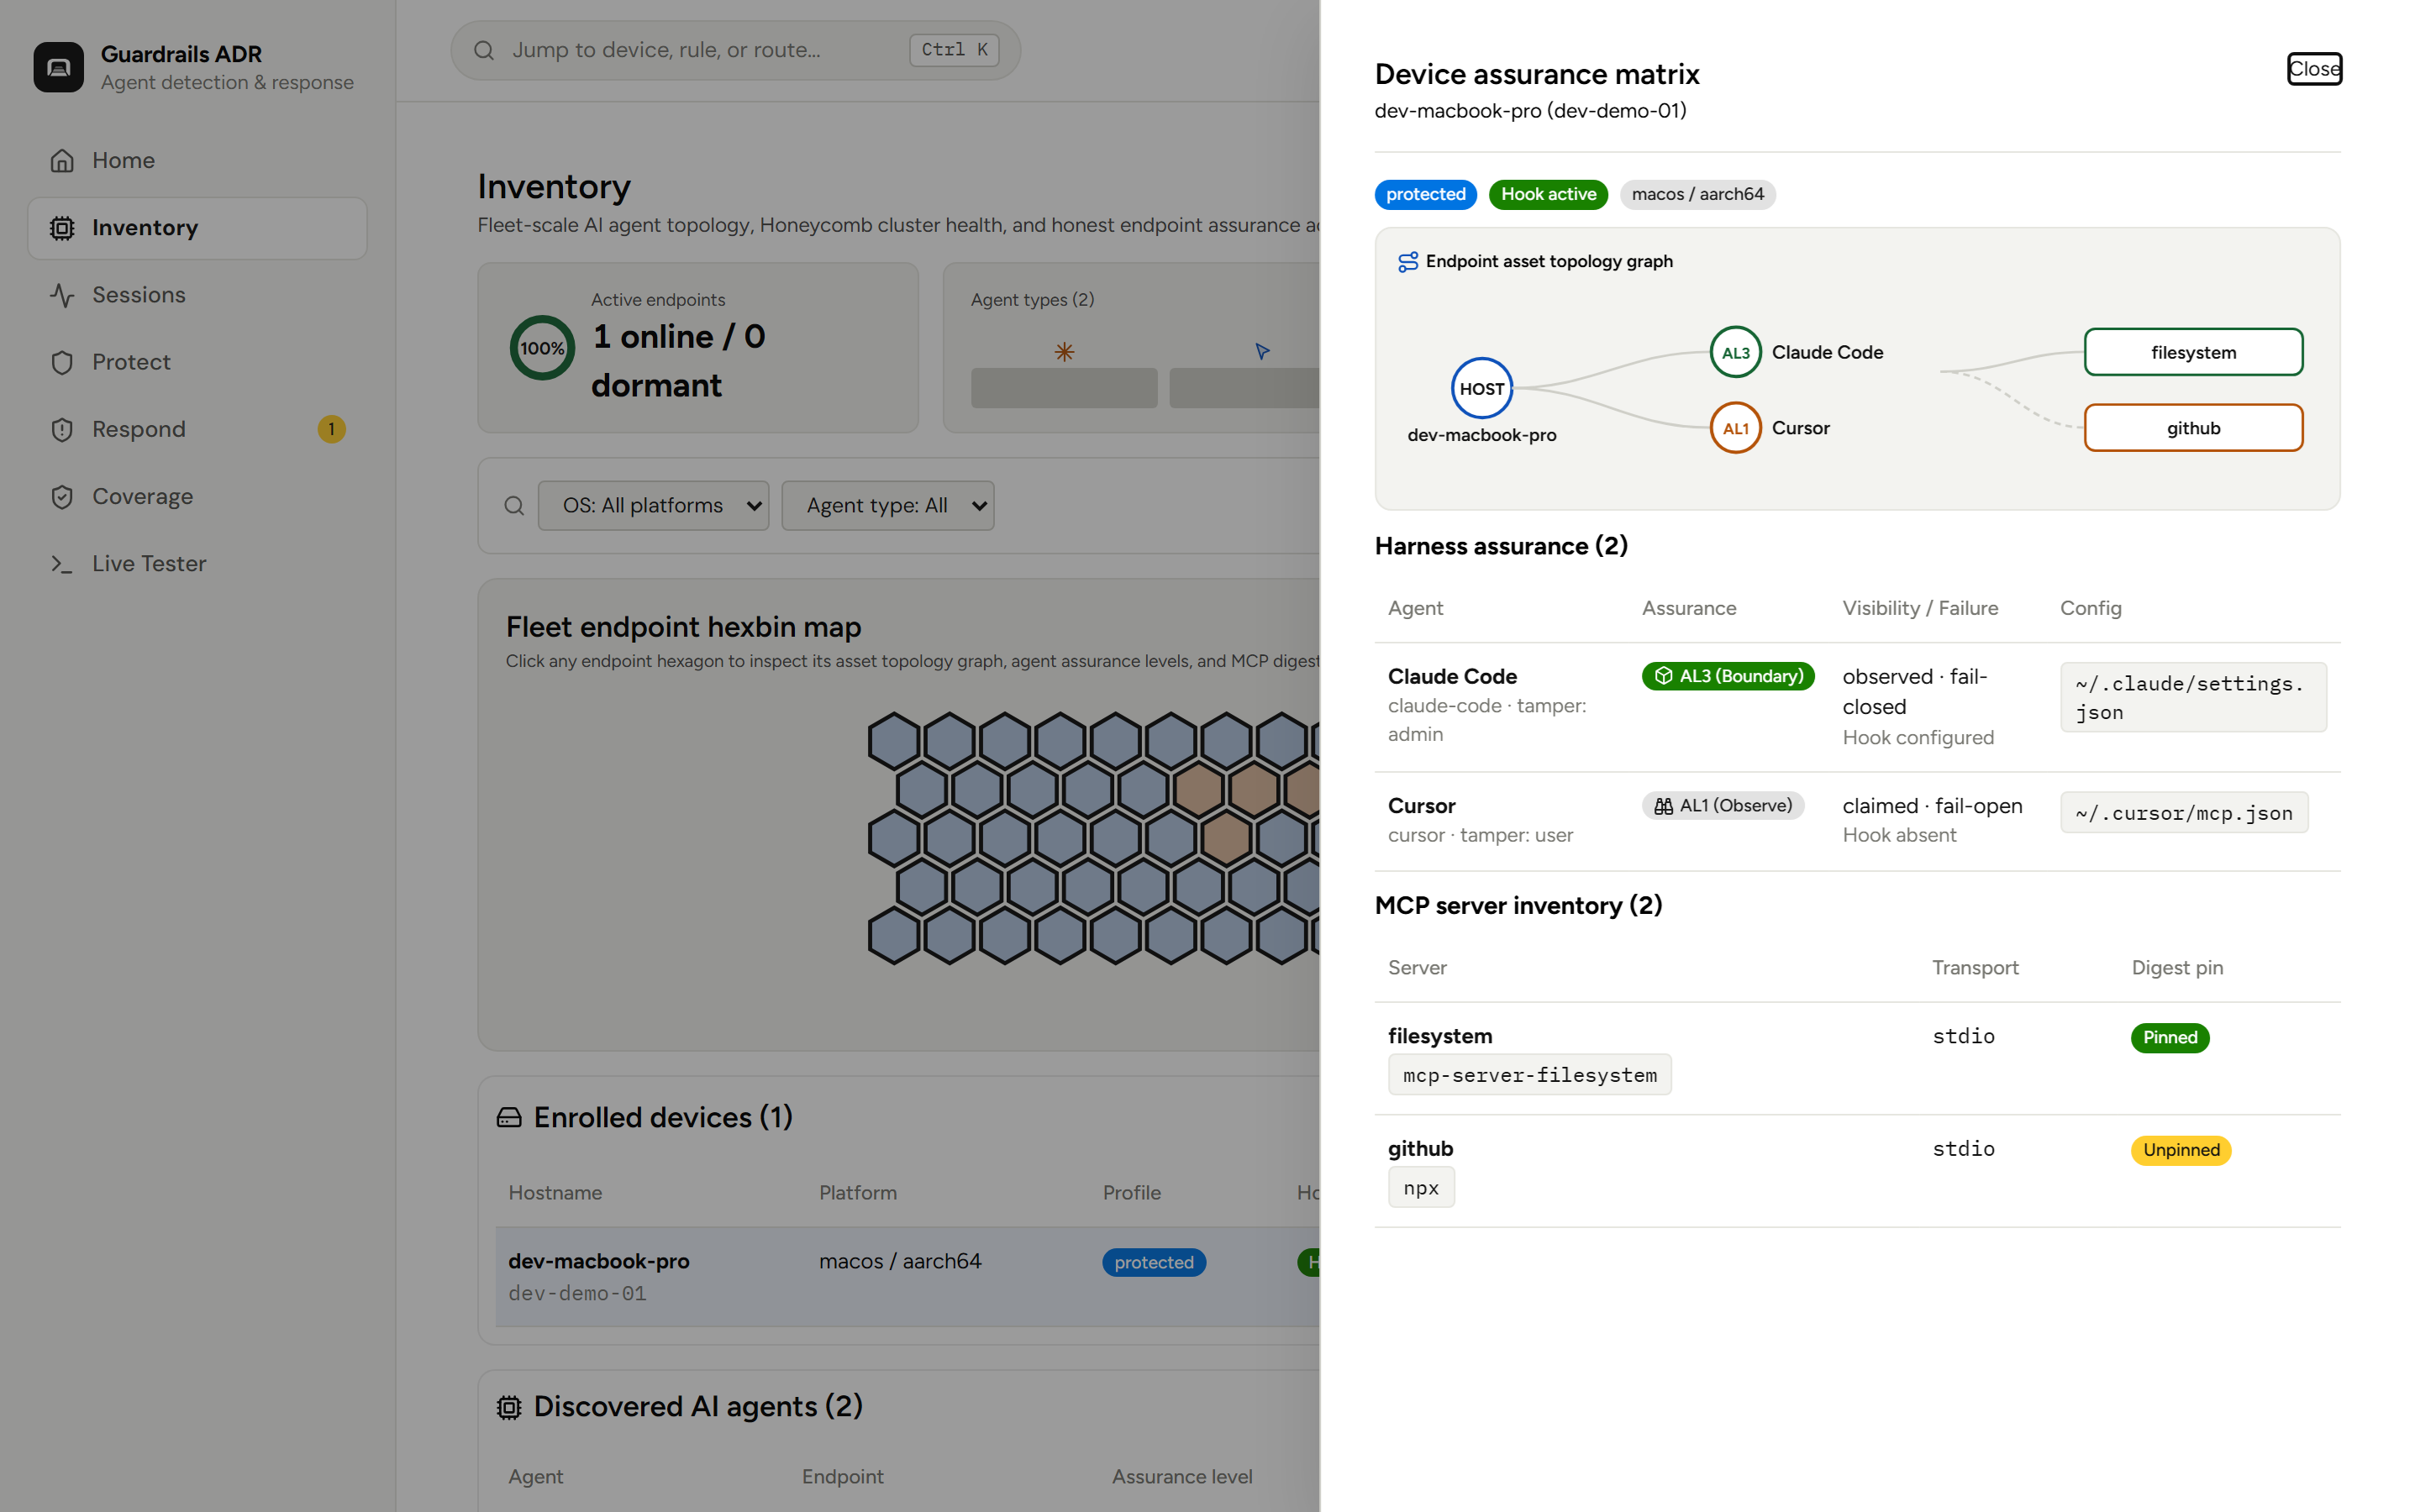 Guardrails ADR
Agent detection & response
Home
Inventory
Sessions
Protect
Respond
1
Coverage
Live Tester
Jump to device, rule, or route...
Ctrl K
Inventory
Fleet-scale AI agent topology, Honeycomb cluster health, and honest endpoint assurance
100%
Active endpoints
1 online / 0
dormant
Agent types (2)
OS: All platforms
Agent type: All
Fleet endpoint hexbin map
Click any endpoint hexagon to inspect its asset topology graph, agent assurance levels, and MCP digest
Enrolled devices (1)
Hostname
Platform
Profile
dev-macbook-pro
dev-demo-01
macos / aarch64
protected
Discovered AI agents (2)
Agent
Endpoint
Assurance level
Device assurance matrix
dev-macbook-pro (dev-demo-01)
Close
protected
Hook active
macos / aarch64
Endpoint asset topology graph
HOST
dev-macbook-pro
AL3
Claude Code
AL1
Cursor
filesystem
github
Harness assurance (2)
Agent
Assurance
Visibility / Failure
Config
Claude Code
claude-code · tamper:
admin
AL3 (Boundary)
observed · fail-
closed
Hook configured
~/.claude/settings.
json
Cursor
cursor · tamper: user
AL1 (Observe)
claimed · fail-open
Hook absent
~/.cursor/mcp.json
MCP server inventory (2)
Server
Transport
Digest pin
filesystem
mcp-server-filesystem
stdio
Pinned
github
npx
stdio
Unpinned